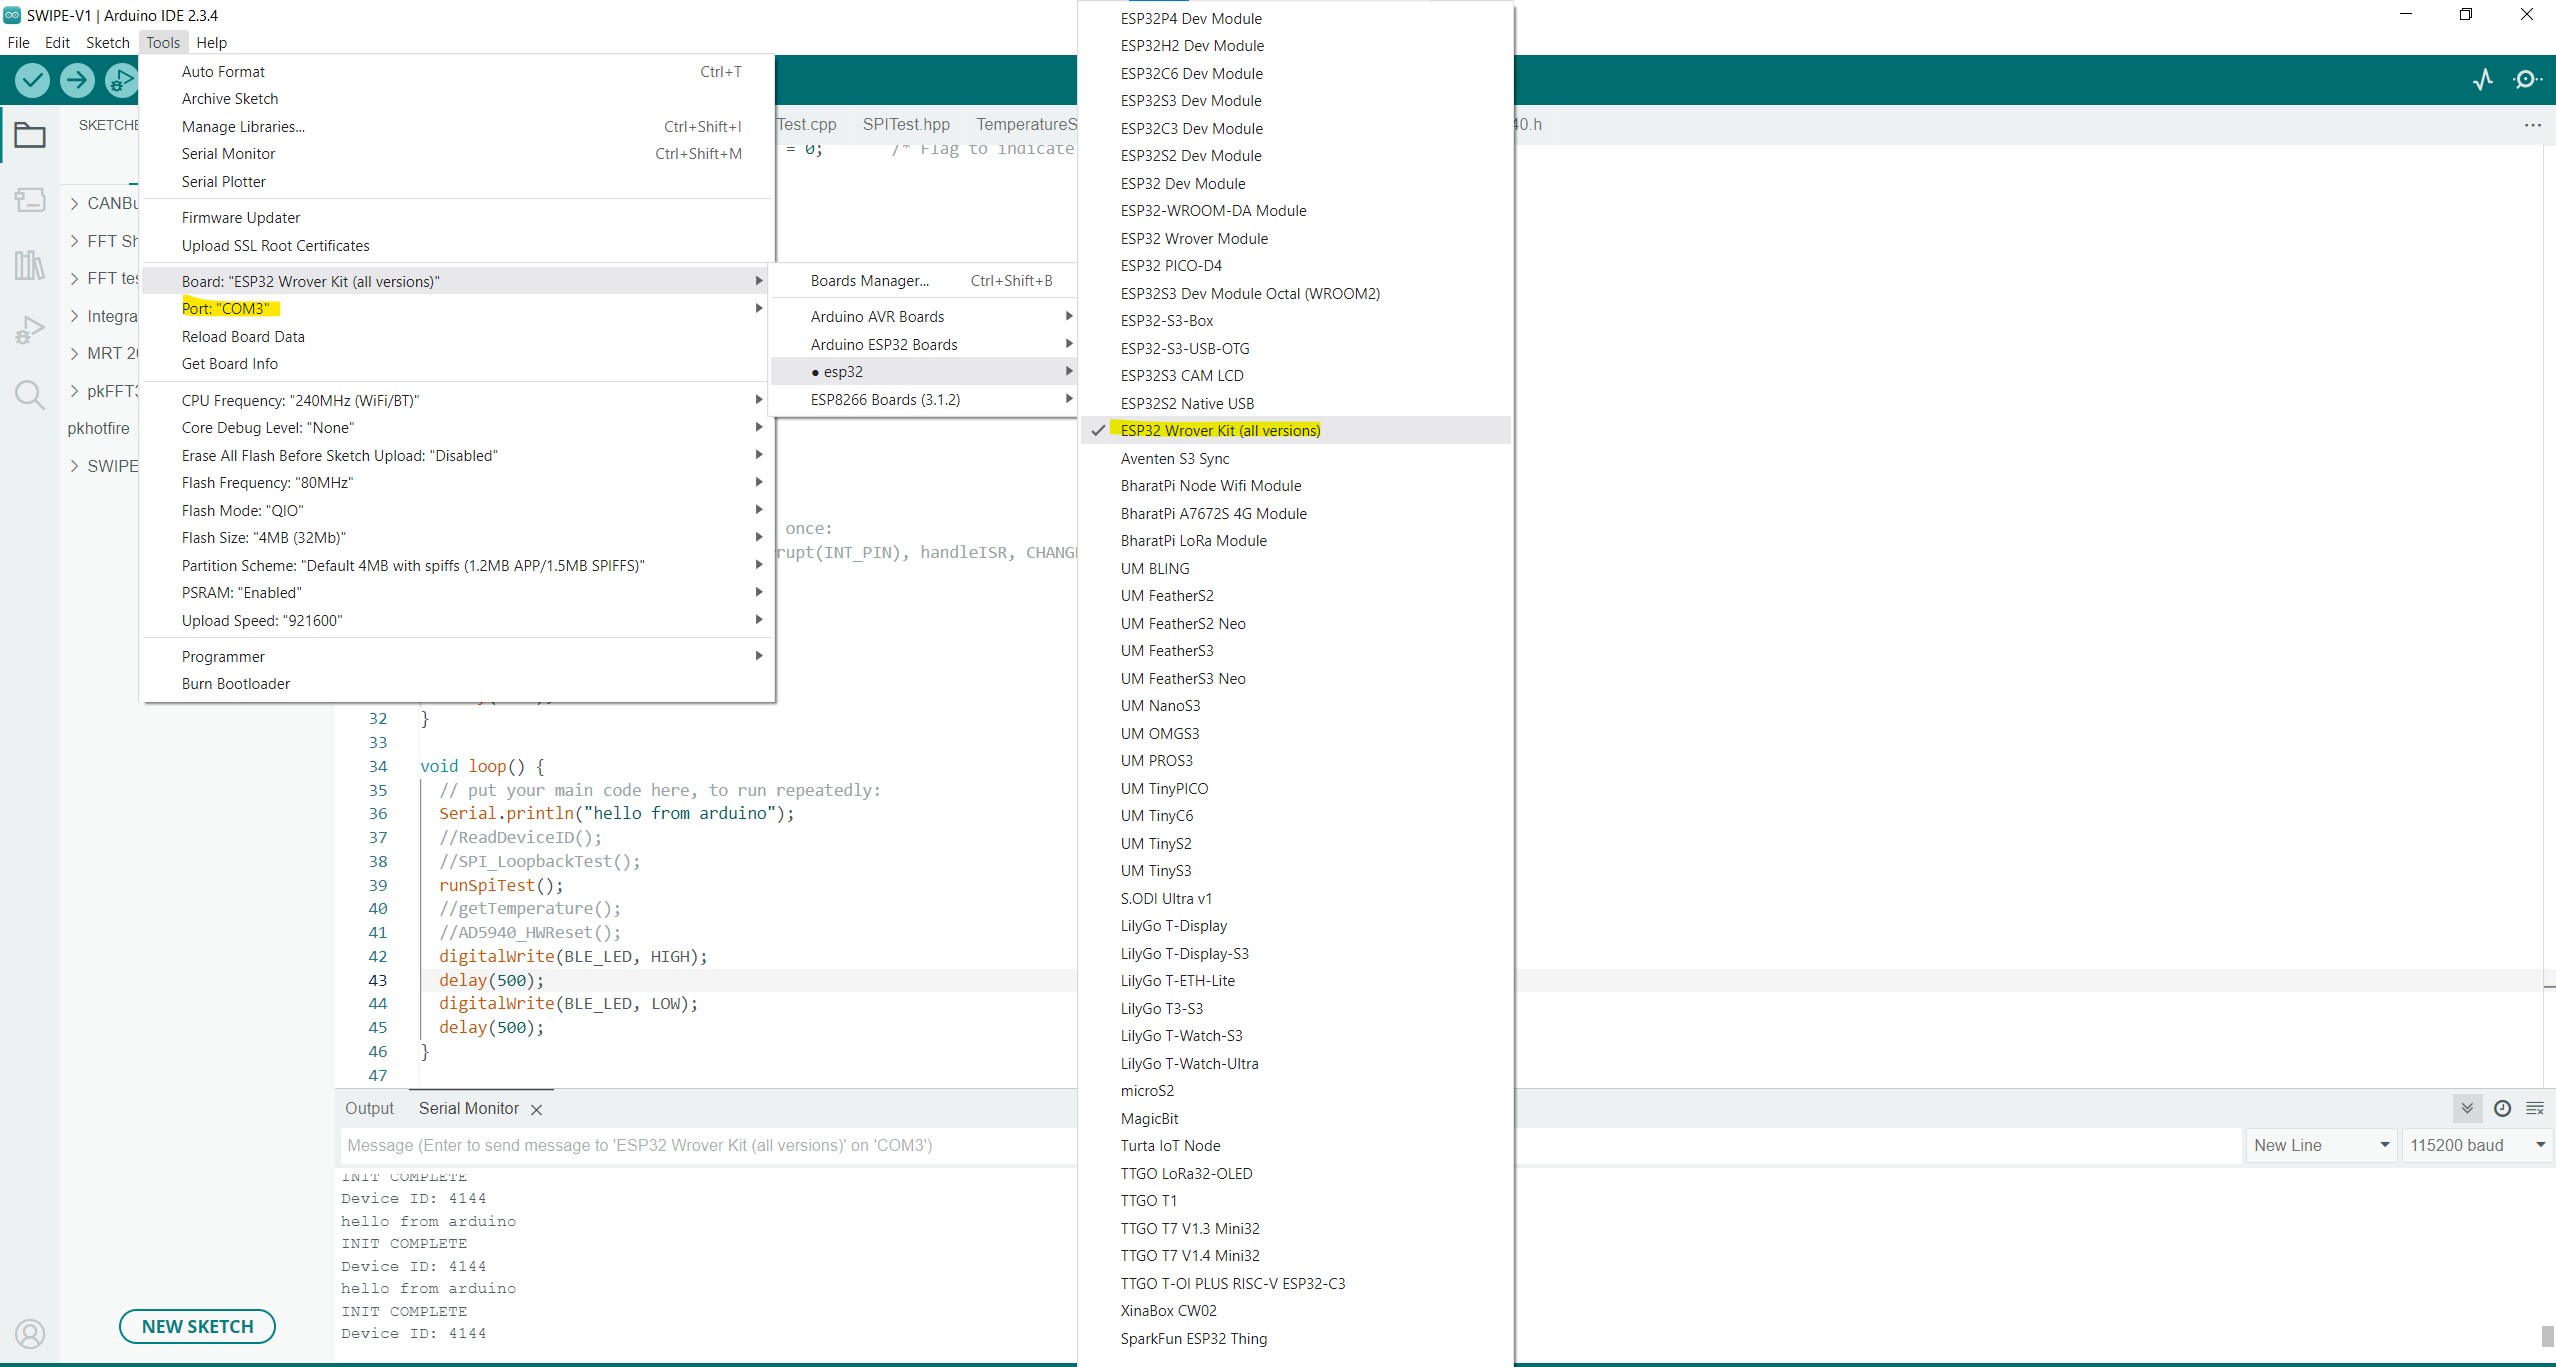 SWIPE-V1 | Arduino IDE 2.3.4
File Edit Sketch Tools Help
Auto Format Ctrl+T
Archive Sketch
Manage Libraries... Ctrl+Shift+I
Serial Monitor Ctrl+Shift+M
Serial Plotter
Firmware Updater
Upload SSL Root Certificates
Board: "ESP32 Wrover Kit (all versions)"
Port: "COM3"
Reload Board Data
Get Board Info
CPU Frequency: "240MHz (WiFi/BT)"
Core Debug Level: "None"
Erase All Flash Before Sketch Upload: "Disabled"
Flash Frequency: "80MHz"
Flash Mode: "QIO"
Flash Size: "4MB (32Mb)"
Partition Scheme: "Default 4MB with spiffs (1.2MB APP/1.5MB SPIFFS)"
PSRAM: "Enabled"
Upload Speed: "921600"
Programmer
Burn Bootloader
Boards Manager... Ctrl+Shift+B
Arduino AVR Boards
Arduino ESP32 Boards
● esp32
ESP8266 Boards (3.1.2)
ESP32P4 Dev Module
ESP32H2 Dev Module
ESP32C6 Dev Module
ESP32S3 Dev Module
ESP32C3 Dev Module
ESP32S2 Dev Module
ESP32 Dev Module
ESP32-WROOM-DA Module
ESP32 Wrover Module
ESP32 PICO-D4
ESP32S3 Dev Module Octal (WROOM2)
ESP32-S3-Box
ESP32-S3-USB-OTG
ESP32S3 CAM LCD
ESP32S2 Native USB
ESP32 Wrover Kit (all versions)
Aventen S3 Sync
BharatPi Node Wifi Module
BharatPi A7672S 4G Module
BharatPi LoRa Module
UM BLING
UM FeatherS2
UM FeatherS2 Neo
UM FeatherS3
UM FeatherS3 Neo
UM NanoS3
UM OMGS3
UM PROS3
UM TinyPICO
UM TinyC6
UM TinyS2
UM TinyS3
S.ODI Ultra v1
LilyGo T-Display
LilyGo T-Display-S3
LilyGo T-ETH-Lite
LilyGo T3-S3
LilyGo T-Watch-S3
LilyGo T-Watch-Ultra
microS2
MagicBit
Turta IoT Node
TTGO LoRa32-OLED
TTGO T1
TTGO T7 V1.3 Mini32
TTGO T7 V1.4 Mini32
TTGO T-OI PLUS RISC-V ESP32-C3
XinaBox CW02
SparkFun ESP32 Thing
SKETCHE
CANBu
FFT Sh
FFT tes
Integra
MRT 20
pkFFT3
pkhotfire
SWIPE
NEW SKETCH
Test.cpp SPITest.hpp TemperatureS 40.h
= 0; /* Flag to indicate
once:
rupt(INT_PIN), handleISR, CHANG
32 }
33
34 void loop() {
35 // put your main code here, to run repeatedly:
36 Serial.println("hello from arduino");
37 //ReadDeviceID();
38 //SPI_LoopbackTest();
39 runSpiTest();
40 //getTemperature();
41 //AD5940_HWReset();
42 digitalWrite(BLE_LED, HIGH);
43 delay(500);
44 digitalWrite(BLE_LED, LOW);
45 delay(500);
46 }
47
Output Serial Monitor
Message (Enter to send message to 'ESP32 Wrover Kit (all versions)' on 'COM3')
New Line 115200 baud
INIT COMPLETE
Device ID: 4144
hello from arduino
INIT COMPLETE
Device ID: 4144
hello from arduino
INIT COMPLETE
Device ID: 4144